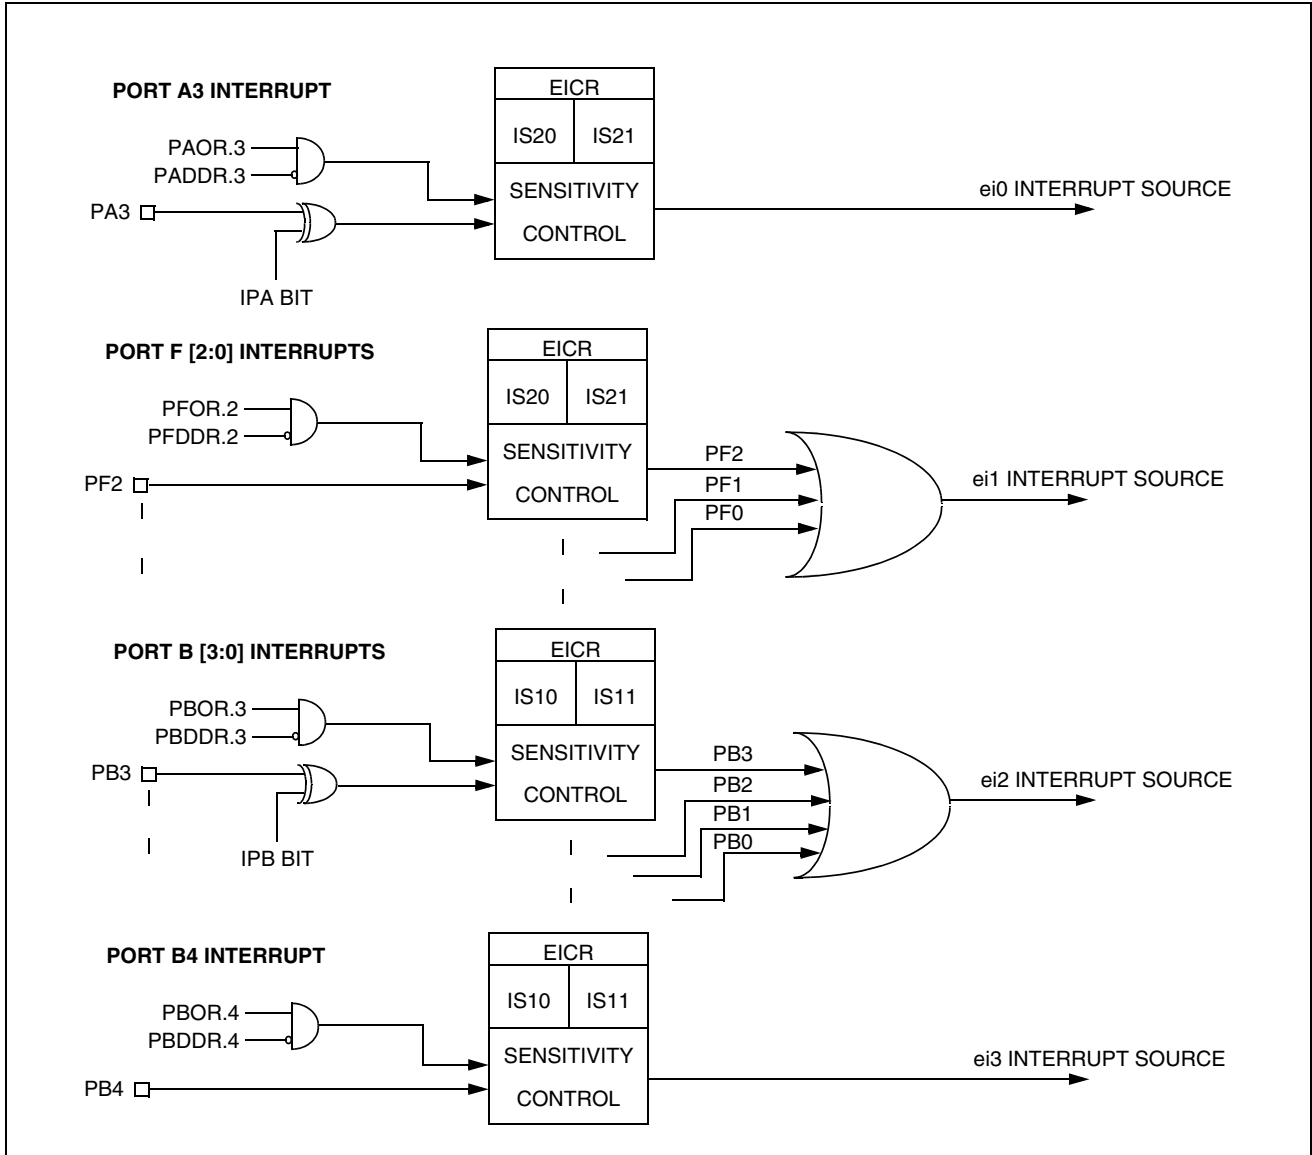 PORT A3 INTERRUPT
EICR
IS20 IS21
PAOR.3
PADDR.3
SENSITIVITY
CONTROL
PA3
IPA BIT
ei0 INTERRUPT SOURCE
PORT F [2:0] INTERRUPTS
EICR
IS20 IS21
PFOR.2
PFDDR.2
SENSITIVITY
CONTROL
PF2
PF2
PF1
PF0
ei1 INTERRUPT SOURCE
PORT B [3:0] INTERRUPTS
EICR
IS10 IS11
PBOR.3
PBDDR.3
SENSITIVITY
CONTROL
PB3
IPB BIT
PB3
PB2
PB1
PB0
ei2 INTERRUPT SOURCE
PORT B4 INTERRUPT
EICR
IS10 IS11
PBOR.4
PBDDR.4
SENSITIVITY
CONTROL
PB4
ei3 INTERRUPT SOURCE